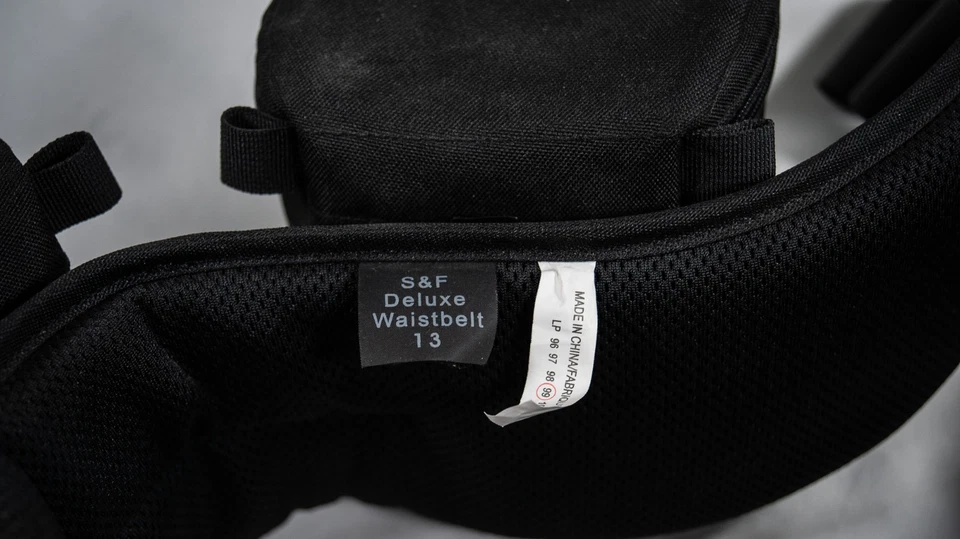 S&F
Deluxe
Waistbelt
13
MADE IN CHINA/FABRIQ
LP 96 97 98 99